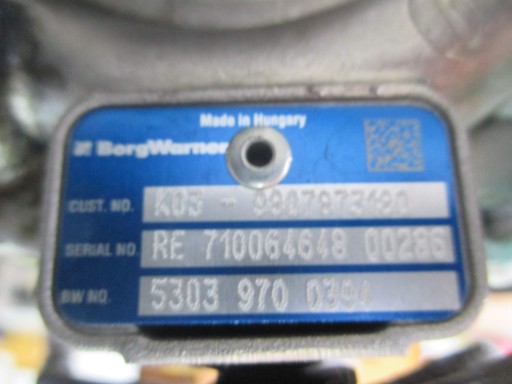 Made in Hungary
BorgWarner
CUST. NO. K03 -
SERIAL NO. RE 710064648 00286
BW NO. 5303 970 0394